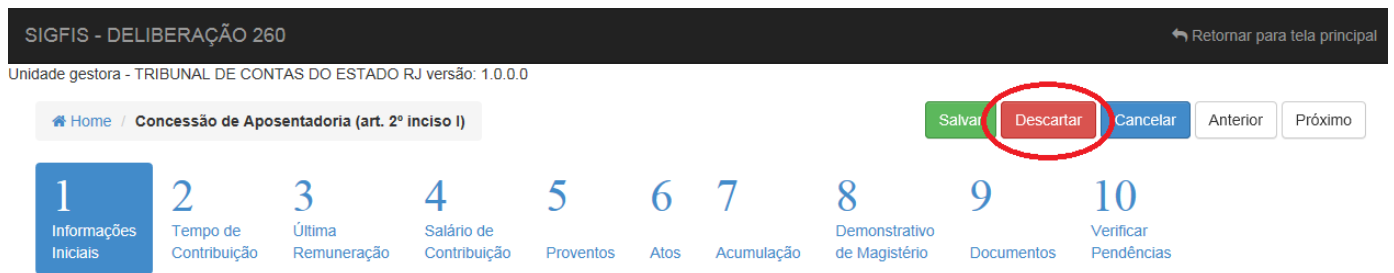 SIGFIS - DELIBERAÇÃO 260
Retornar para tela principal
Unidade gestora - TRIBUNAL DE CONTAS DO ESTADO RJ versão: 1.0.0.0
Home / Concessão de Aposentadoria (art. 2º inciso I)
Salvar Descartar Cancelar Anterior Próximo
1 Informações Iniciais
2 Tempo de Contribuição
3 Última Remuneração
4 Salário de Contribuição
5 Proventos
6 Atos
7 Acumulação
8 Demonstrativo de Magistério
9 Documentos
10 Verificar Pendências